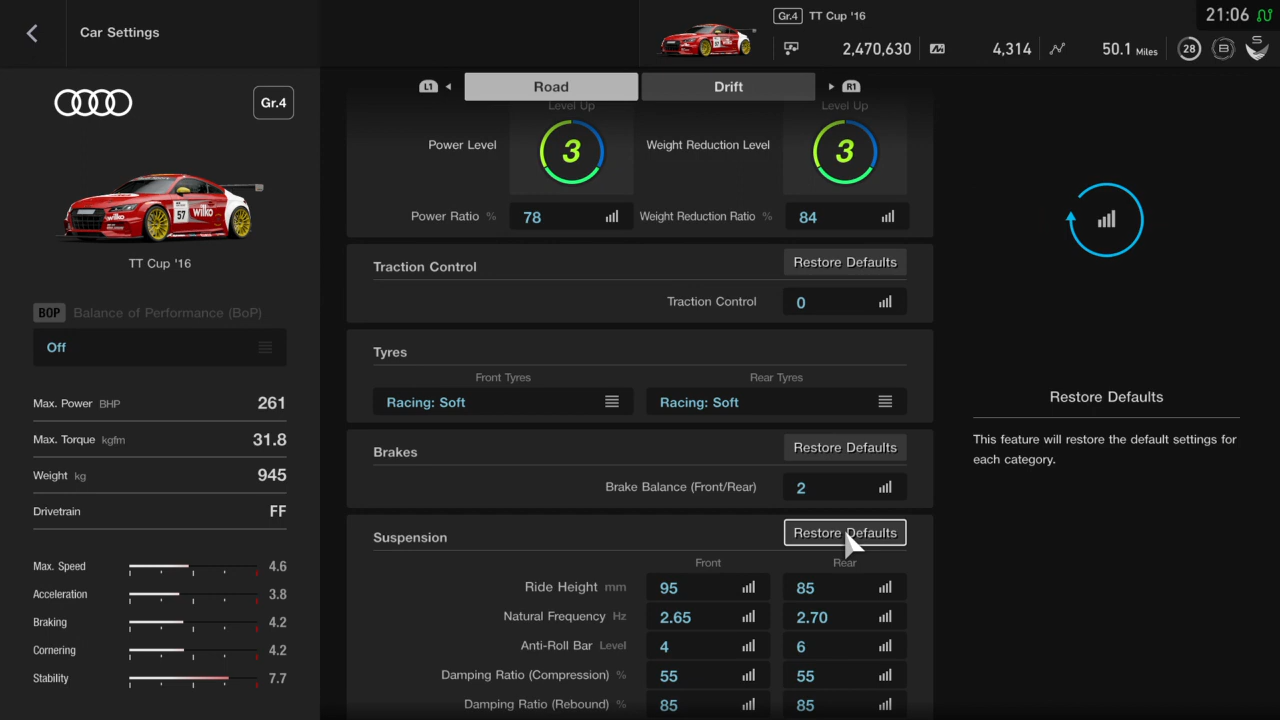 Car Settings
Gr.4 TT Cup '16
21:06
2,470,630 4,314 50.1 Miles 28 B S
L1 Road Drift R1
Gr.4
57
wilko
TT Cup '16
BOP Balance of Performance (BoP)
Off
Max. Power BHP 261
Max. Torque kgfm 31.8
Weight kg 945
Drivetrain FF
Max. Speed 4.6
Acceleration 3.8
Braking 4.2
Cornering 4.2
Stability 7.7
Level Up Level Up
Power Level 3 Weight Reduction Level 3
Power Ratio % 78 Weight Reduction Ratio % 84
Traction Control Restore Defaults
Traction Control 0
Tyres
Front Tyres Rear Tyres
Racing: Soft Racing: Soft
Brakes Restore Defaults
Brake Balance (Front/Rear) 2
Suspension Restore Defaults
Front Rear
Ride Height mm 95 85
Natural Frequency Hz 2.65 2.70
Anti-Roll Bar Level 4 6
Damping Ratio (Compression) % 55 55
Damping Ratio (Rebound) % 85 85
Restore Defaults
This feature will restore the default settings for
each category.